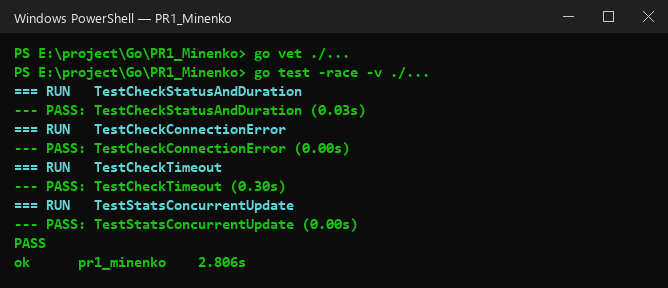 Windows PowerShell — PR1_Minenko
PS E:\project\Go\PR1_Minenko> go vet ./...
PS E:\project\Go\PR1_Minenko> go test -race -v ./...
=== RUN   TestCheckStatusAndDuration
--- PASS: TestCheckStatusAndDuration (0.03s)
=== RUN   TestCheckConnectionError
--- PASS: TestCheckConnectionError (0.00s)
=== RUN   TestCheckTimeout
--- PASS: TestCheckTimeout (0.30s)
=== RUN   TestStatsConcurrentUpdate
--- PASS: TestStatsConcurrentUpdate (0.00s)
PASS
ok      pr1_minenko    2.806s